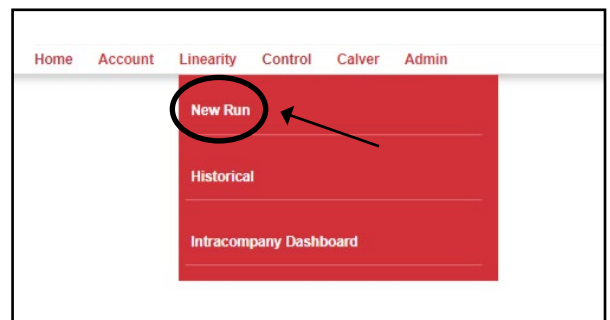 Home Account Linearity Control Calver Admin
New Run
Historical
Intracompany Dashboard